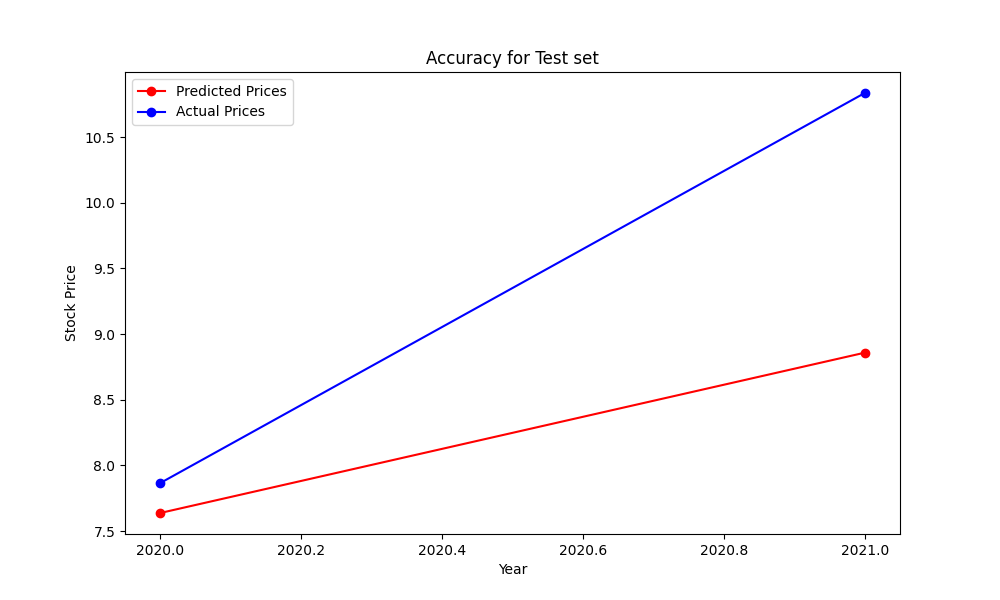 Accuracy for Test set
Predicted Prices
Actual Prices
Stock Price
10.5
10.0
9.5
9.0
8.5
8.0
7.5
2020.0 2020.2 2020.4 2020.6 2020.8 2021.0
Year